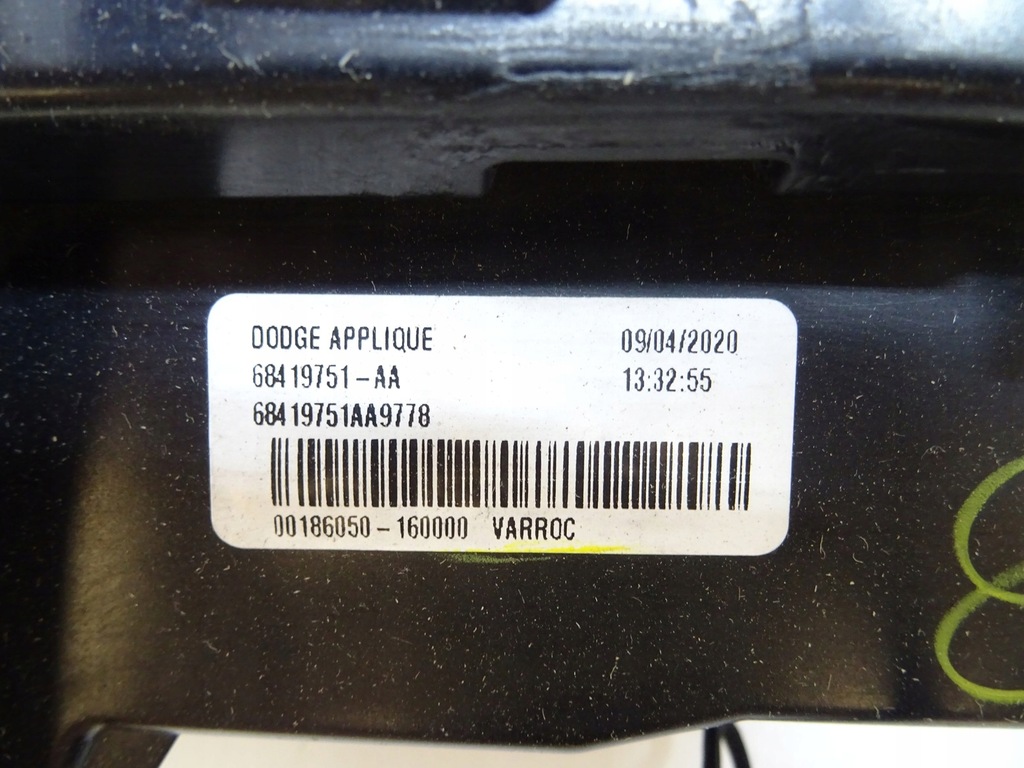 DODGE APPLIQUE 09/04/2020
68419751-AA 13:32:55
68419751AA9778
00186050-160000 VARROC